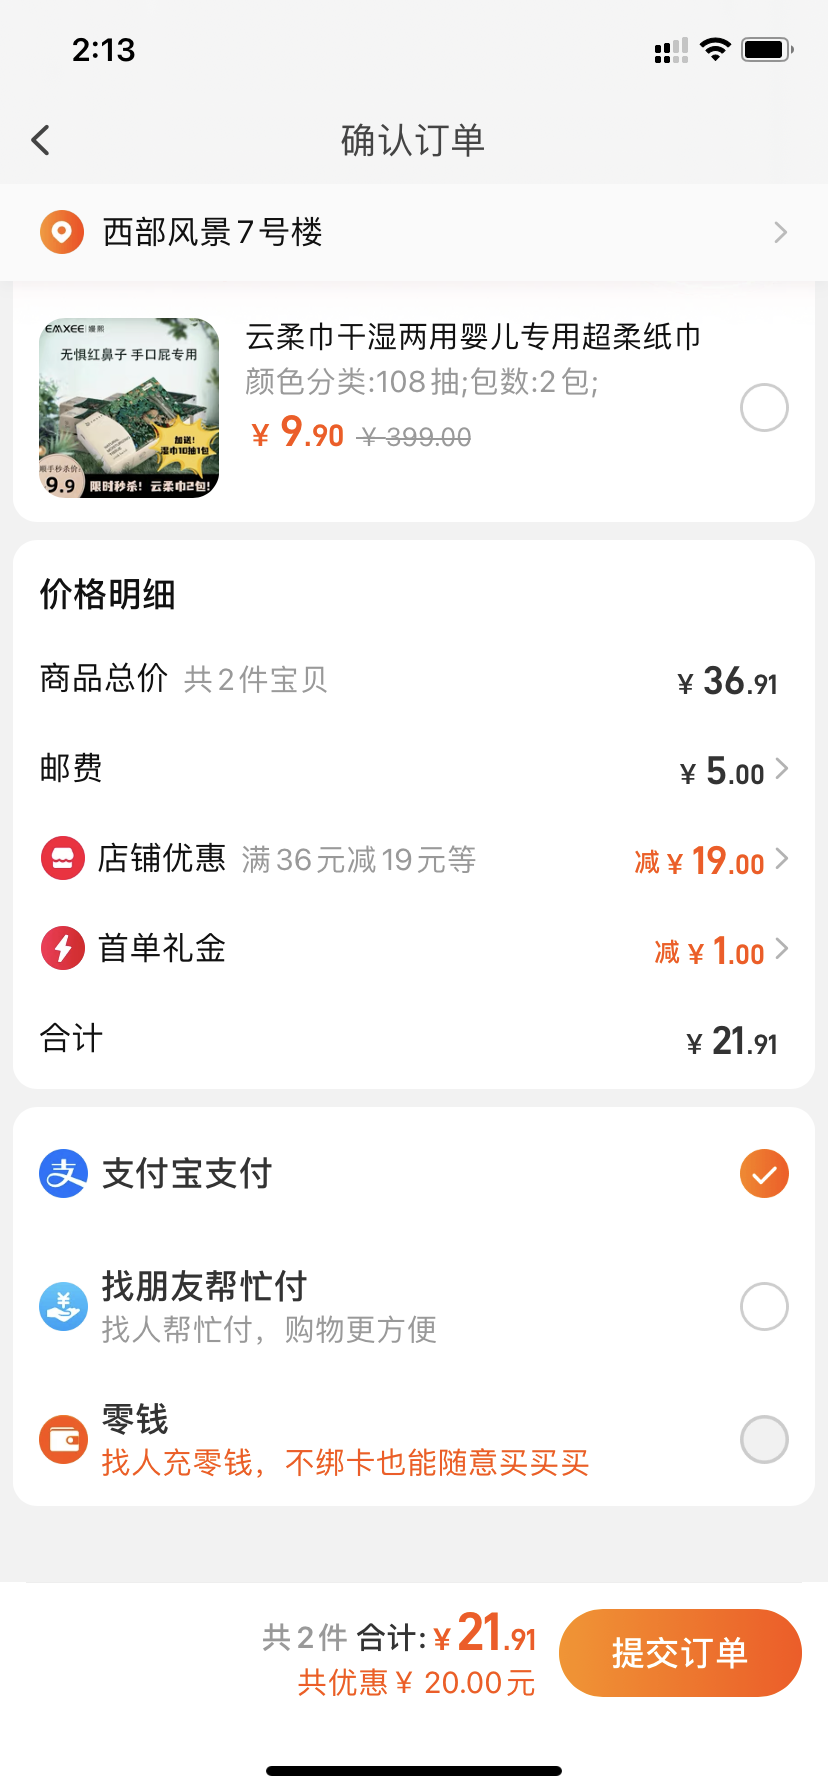 2:13
确认订单
西部风景7号楼
EMXEE 嫚熙
无惧红鼻子 手口屁专用
加送!
湿巾10抽1包
顺手秒杀价:
9.9 限时秒杀! 云柔巾2包!
云柔巾干湿两用婴儿专用超柔纸巾
颜色分类:108抽;包数:2包;
¥ 9.90 ¥ 399.00
价格明细
商品总价 共2件宝贝 ¥ 36.91
邮费 ¥ 5.00
店铺优惠 满36元减19元等 减 ¥ 19.00
首单礼金 减 ¥ 1.00
合计 ¥ 21.91
支付宝支付
找朋友帮忙付
找人帮忙付，购物更方便
零钱
找人充零钱，不绑卡也能随意买买买
共2件 合计: ¥ 21.91
共优惠 ¥ 20.00元
提交订单